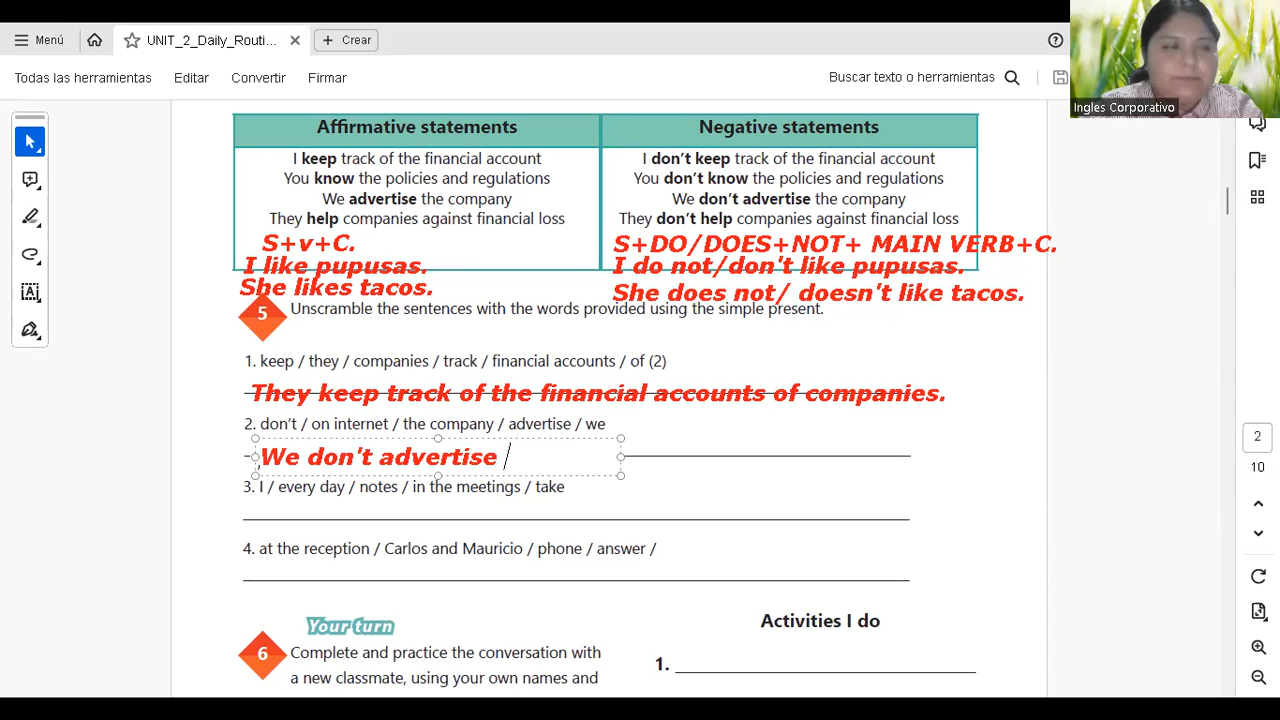 Menú
UNIT_2_Daily_Routi...
Crear
Todas las herramientas
Editar
Convertir
Firmar
Buscar texto o herramientas
Ingles Corporativo
Affirmative statements
I keep track of the financial account
You know the policies and regulations
We advertise the company
They help companies against financial loss
S+v+C.
I like pupusas.
She likes tacos.
Negative statements
I don't keep track of the financial account
You don't know the policies and regulations
We don't advertise the company
They don't help companies against financial loss
S+DO/DOES+NOT+ MAIN VERB+C.
I do not/don't like pupusas.
She does not/ doesn't like tacos.
5 Unscramble the sentences with the words provided using the simple present.
1. keep / they / companies / track / financial accounts / of (2)
They keep track of the financial accounts of companies.
2. don't / on internet / the company / advertise / we
We don't advertise
3. I / every day / notes / in the meetings / take
4. at the reception / Carlos and Mauricio / phone / answer /
Your turn
6 Complete and practice the conversation with
a new classmate, using your own names and
Activities I do
1.
2
10